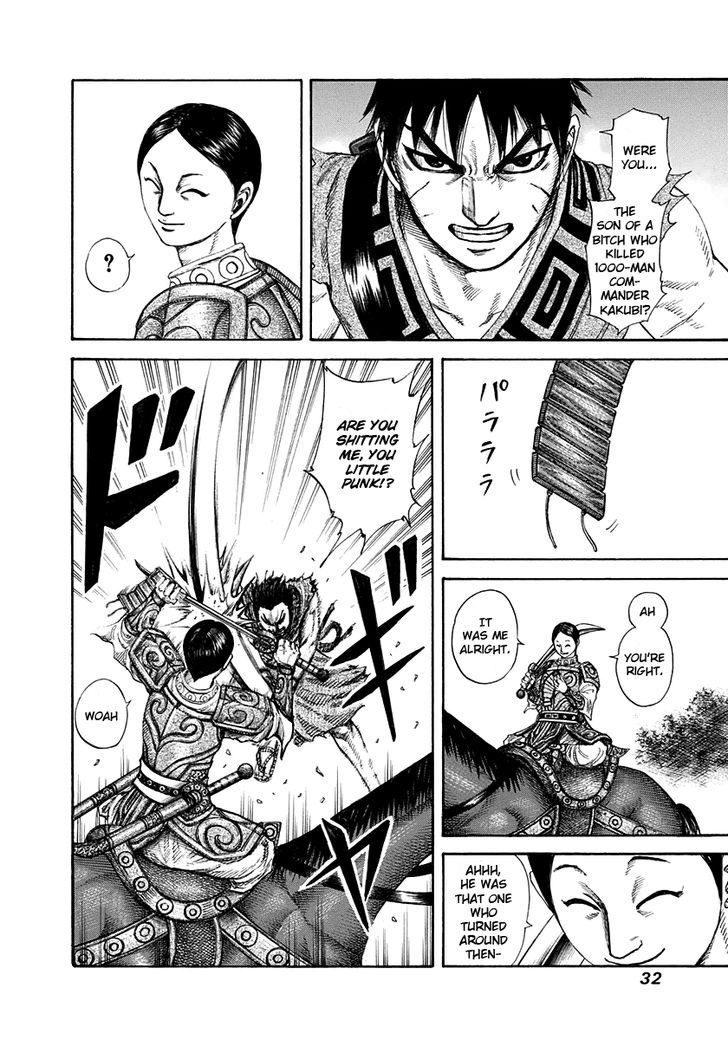 WERE
YOU...
THE
SON OF A
BITCH WHO
KILLED
1000-MAN
COM-
MANDER
KAKUBI?
?
パラララ
AH
YOU'RE
RIGHT.
IT
WAS ME
ALRIGHT.
AHHH,
HE WAS
THAT ONE
WHO
TURNED
AROUND
THEN-
ARE YOU
SHITTING
ME, YOU
LITTLE
PUNK!?
ドドッ
WOAH
32